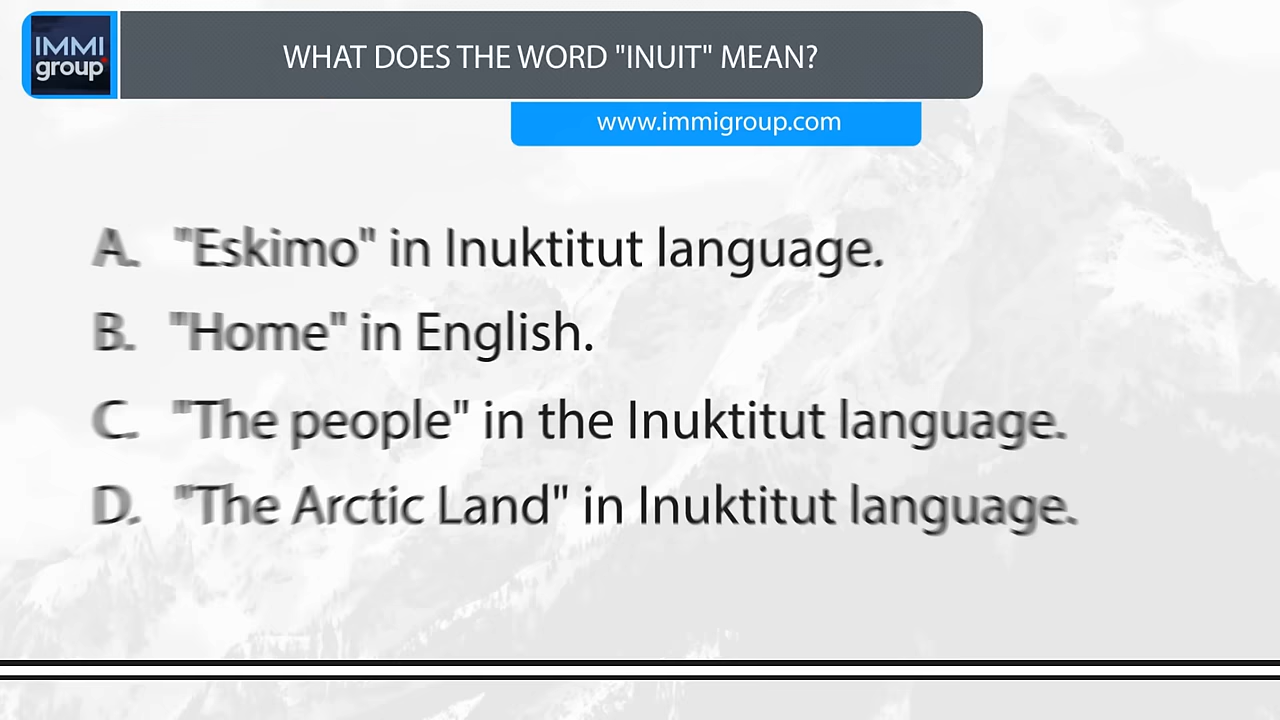 IMMI
group
WHAT DOES THE WORD "INUIT" MEAN?
www.immigroup.com
A. "Eskimo" in Inuktitut language.
B. "Home" in English.
C. "The people" in the Inuktitut language.
D. "The Arctic Land" in Inuktitut language.